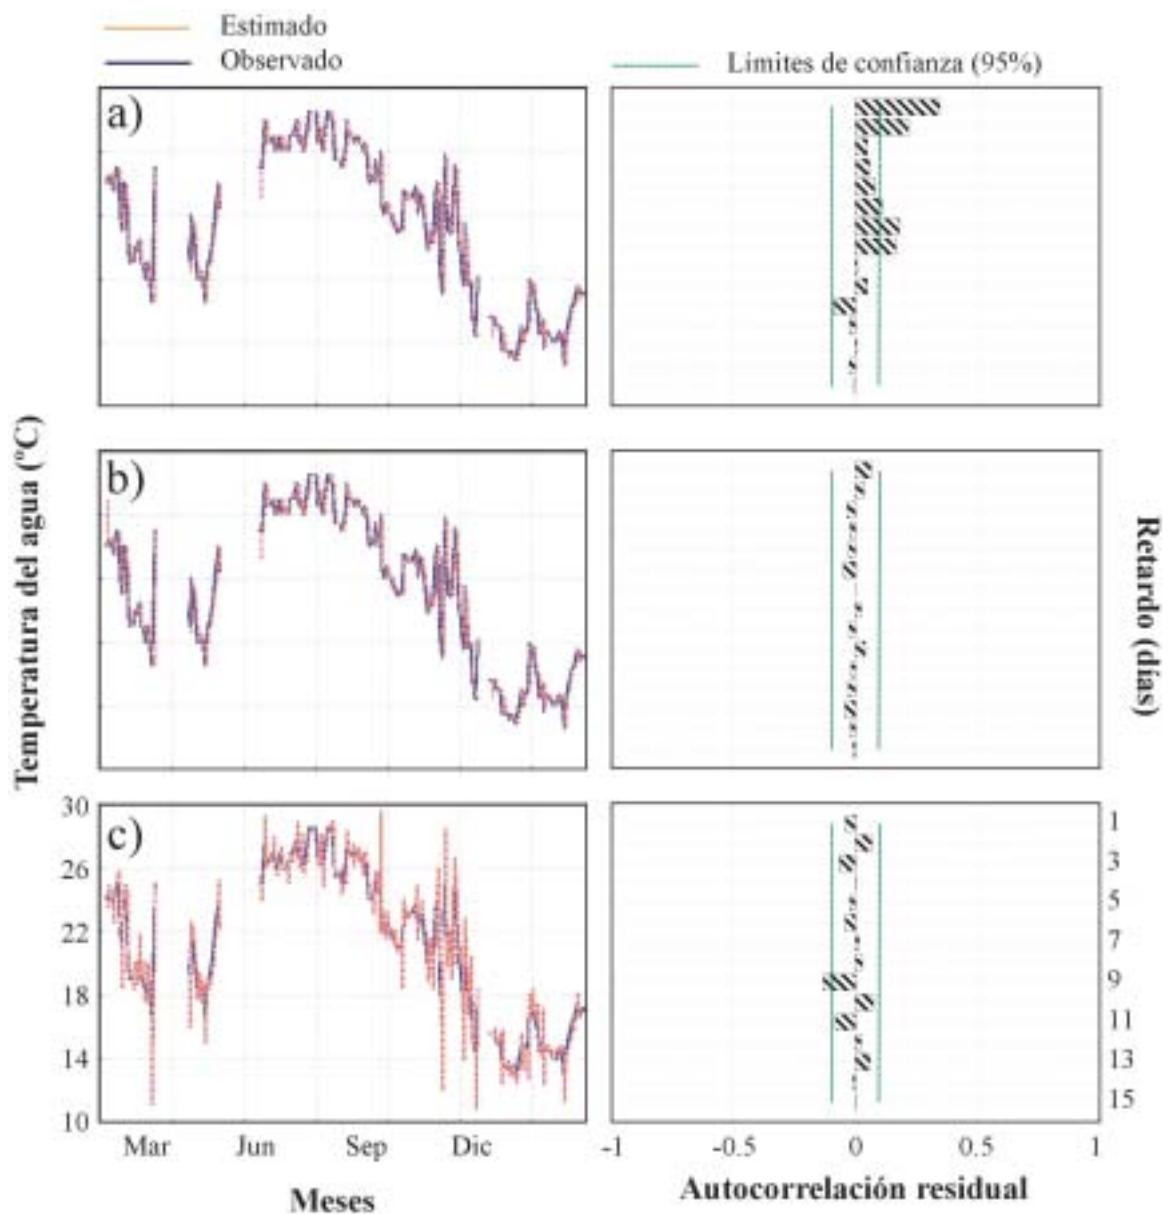 Estimado
Observado
Limites de confianza (95%)
a)
b)
c)
Temperatura del agua (ºC)
30
26
22
18
14
10
Mar Jun Sep Dic
Meses
-1 -0.5 0 0.5 1
Autocorrelación residual
1
3
5
7
9
11
13
15
Retardo (días)